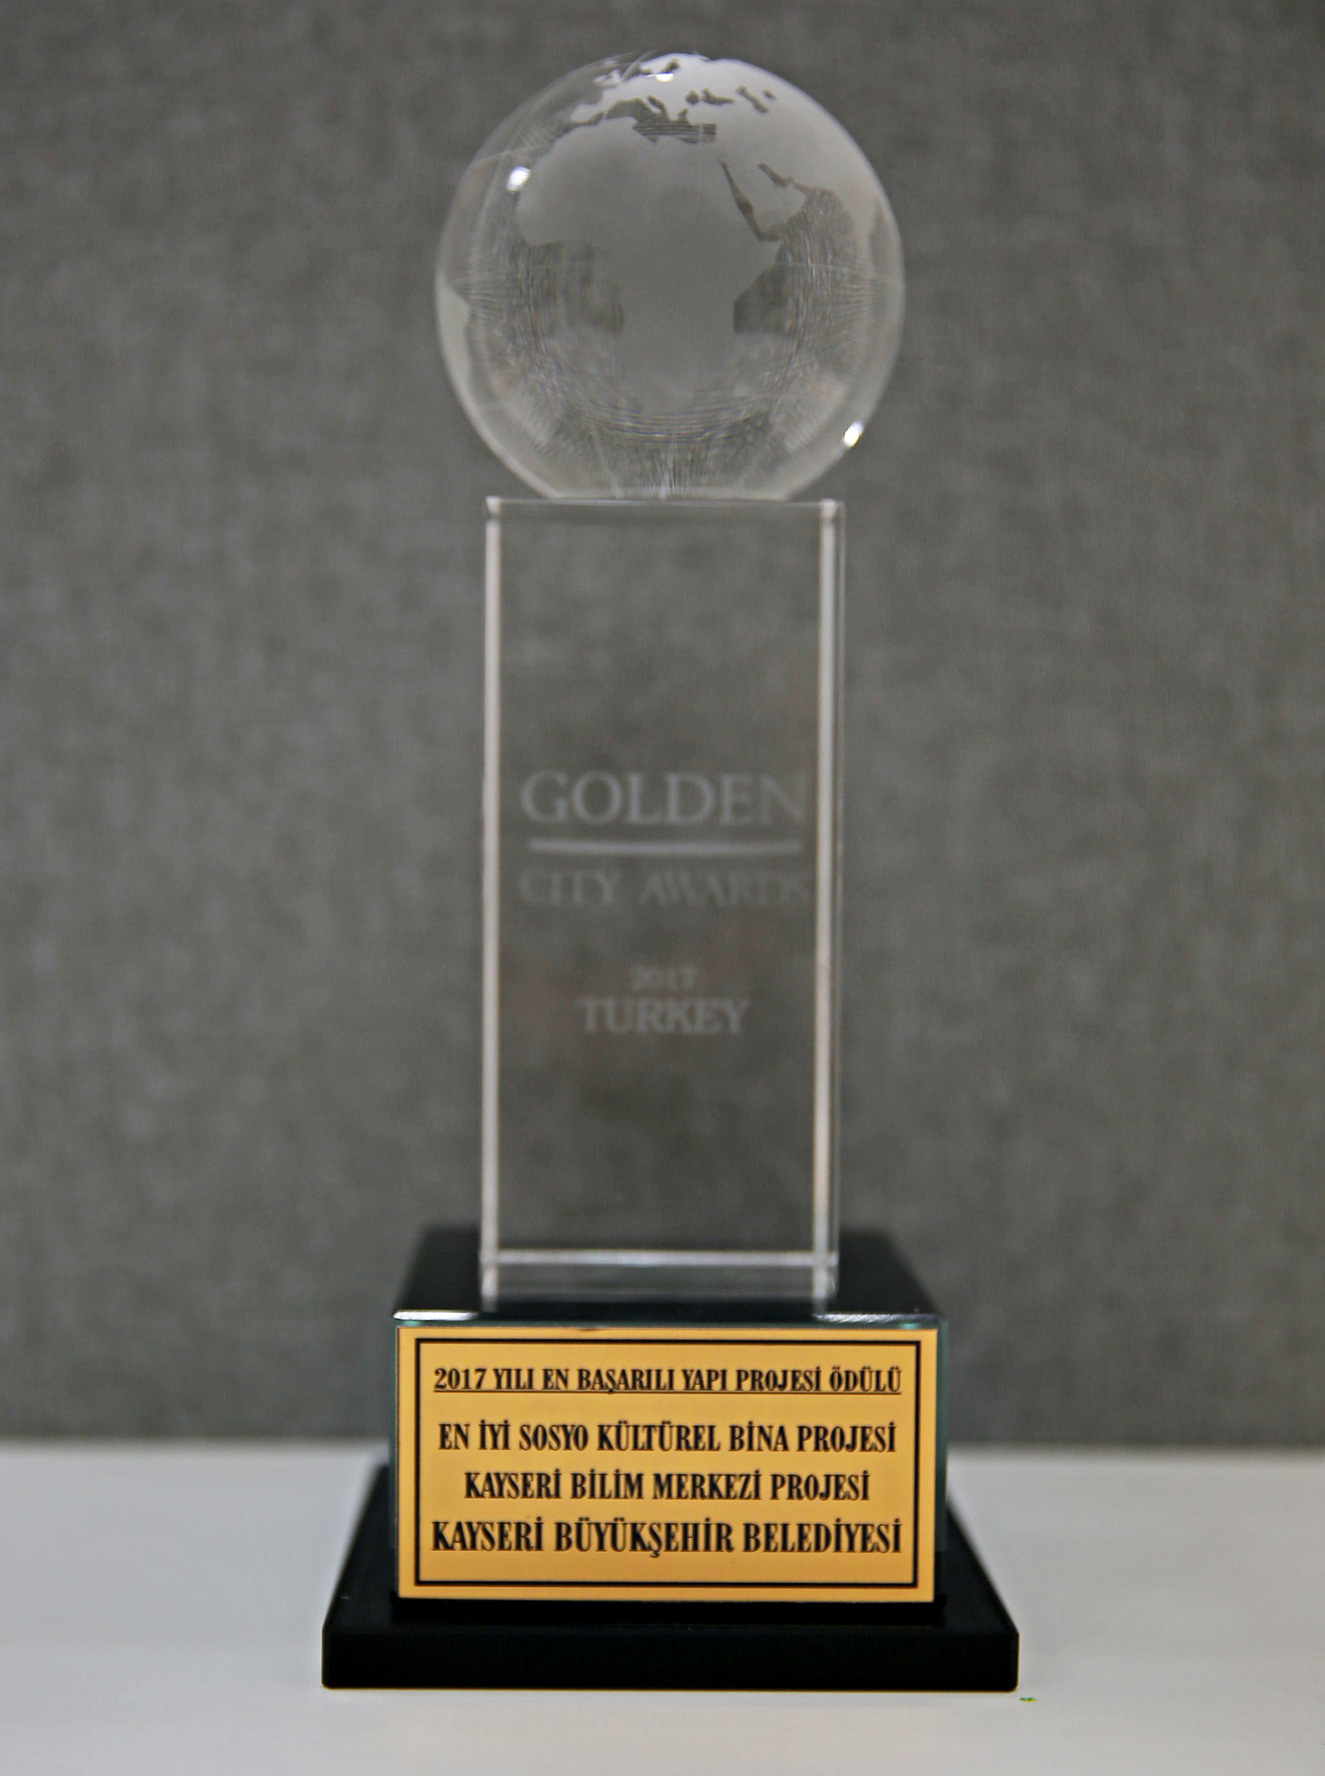 GOLDEN
CITY AWARDS
2017
TURKEY
2017 YILI EN BAŞARILI YAPI PROJESİ ÖDÜLÜ
EN İYİ SOSYO KÜLTÜREL BİNA PROJESİ
KAYSERİ BİLİM MERKEZİ PROJESİ
KAYSERİ BÜYÜKŞEHİR BELEDİYESİ